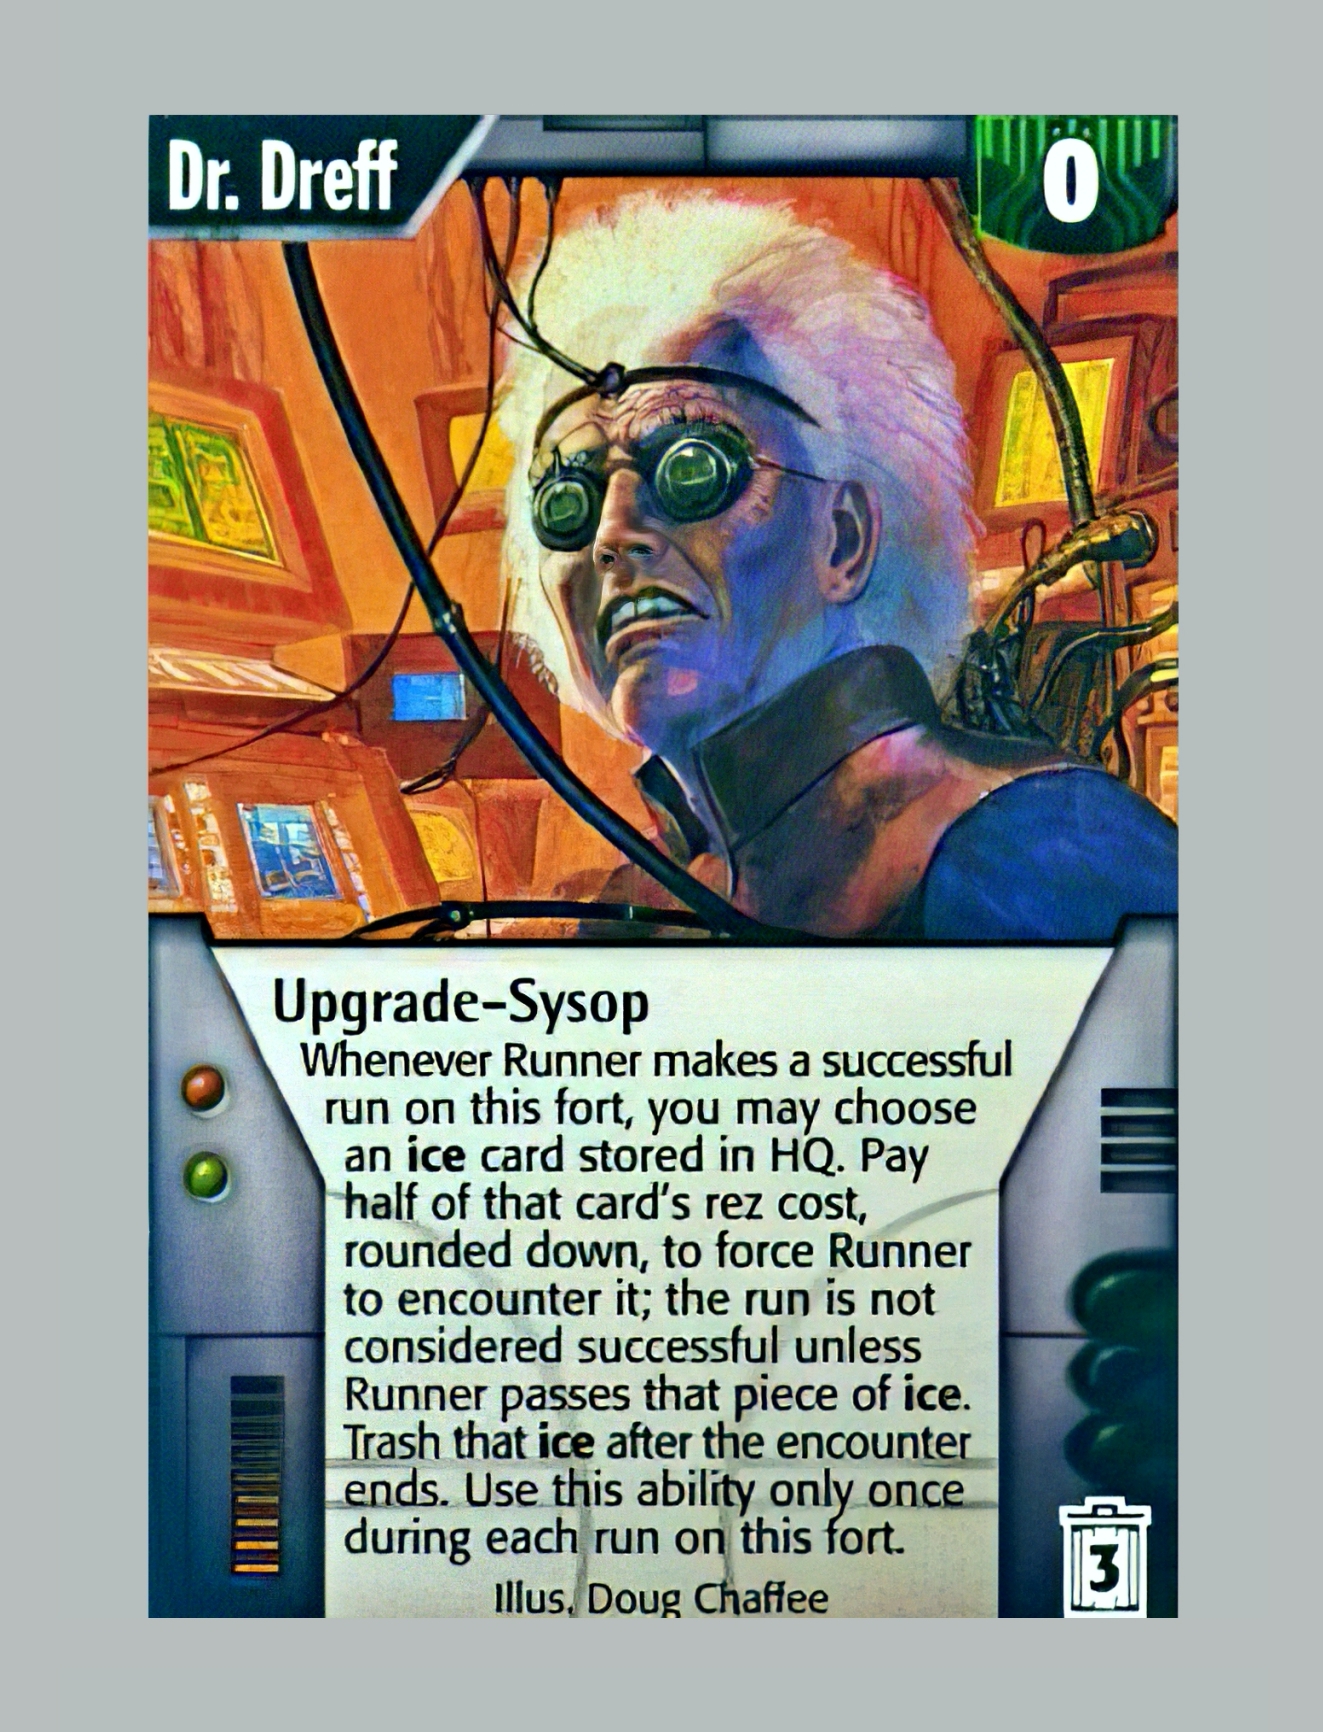 Dr. Dreff
0
Upgrade-Sysop
Whenever Runner makes a successful
run on this fort, you may choose
an ice card stored in HQ. Pay
half of that card's rez cost,
rounded down, to force Runner
to encounter it; the run is not
considered successful unless
Runner passes that piece of ice.
Trash that ice after the encounter
ends. Use this ability only once
during each run on this fort.
Illus. Doug Chaffee
3